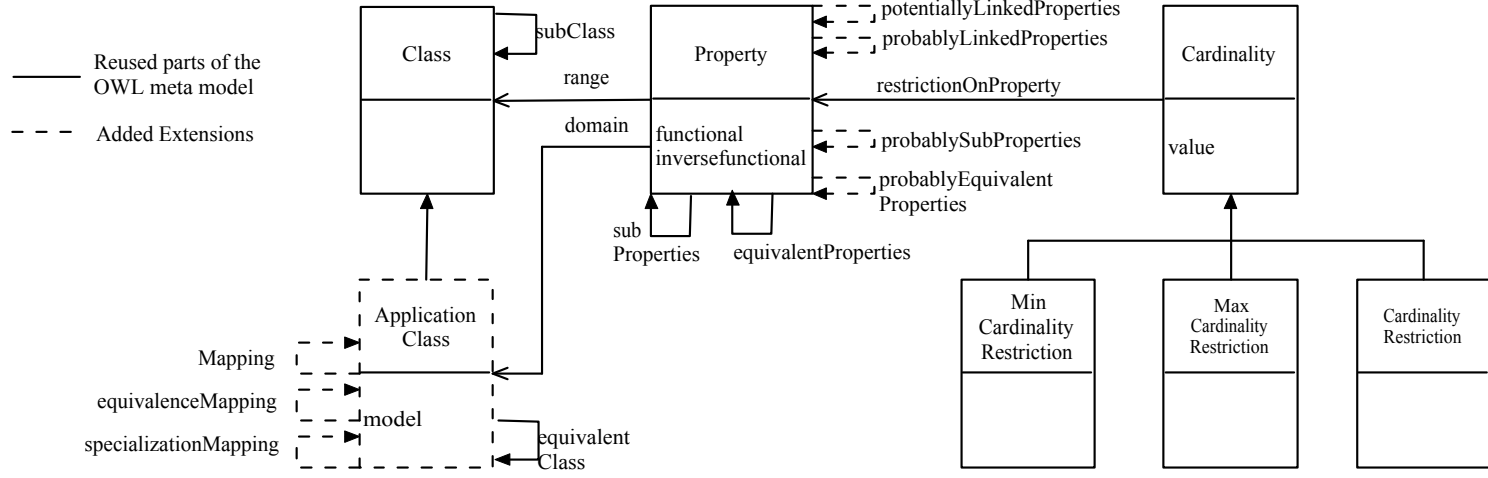 Reused parts of the
OWL meta model
Added Extensions
Class
subClass
range
domain
Property
functional
inversefunctional
potentiallyLinkedProperties
probablyLinkedProperties
restrictionOnProperty
probablySubProperties
probablyEquivalent
Properties
sub
Properties
equivalentProperties
Cardinality
value
Application
Class
model
Mapping
equivalenceMapping
specializationMapping
equivalent
Class
Min
Cardinality
Restriction
Max
Cardinality
Restriction
Cardinality
Restriction